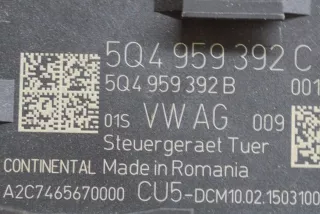 5Q4 959 392 C
5Q4 959 392 B 001
01S VW AG 009
Steuergeraet Tuer
CONTINENTAL Made in Romania
A2C7465670000 CU5-DCM10.02.1503100